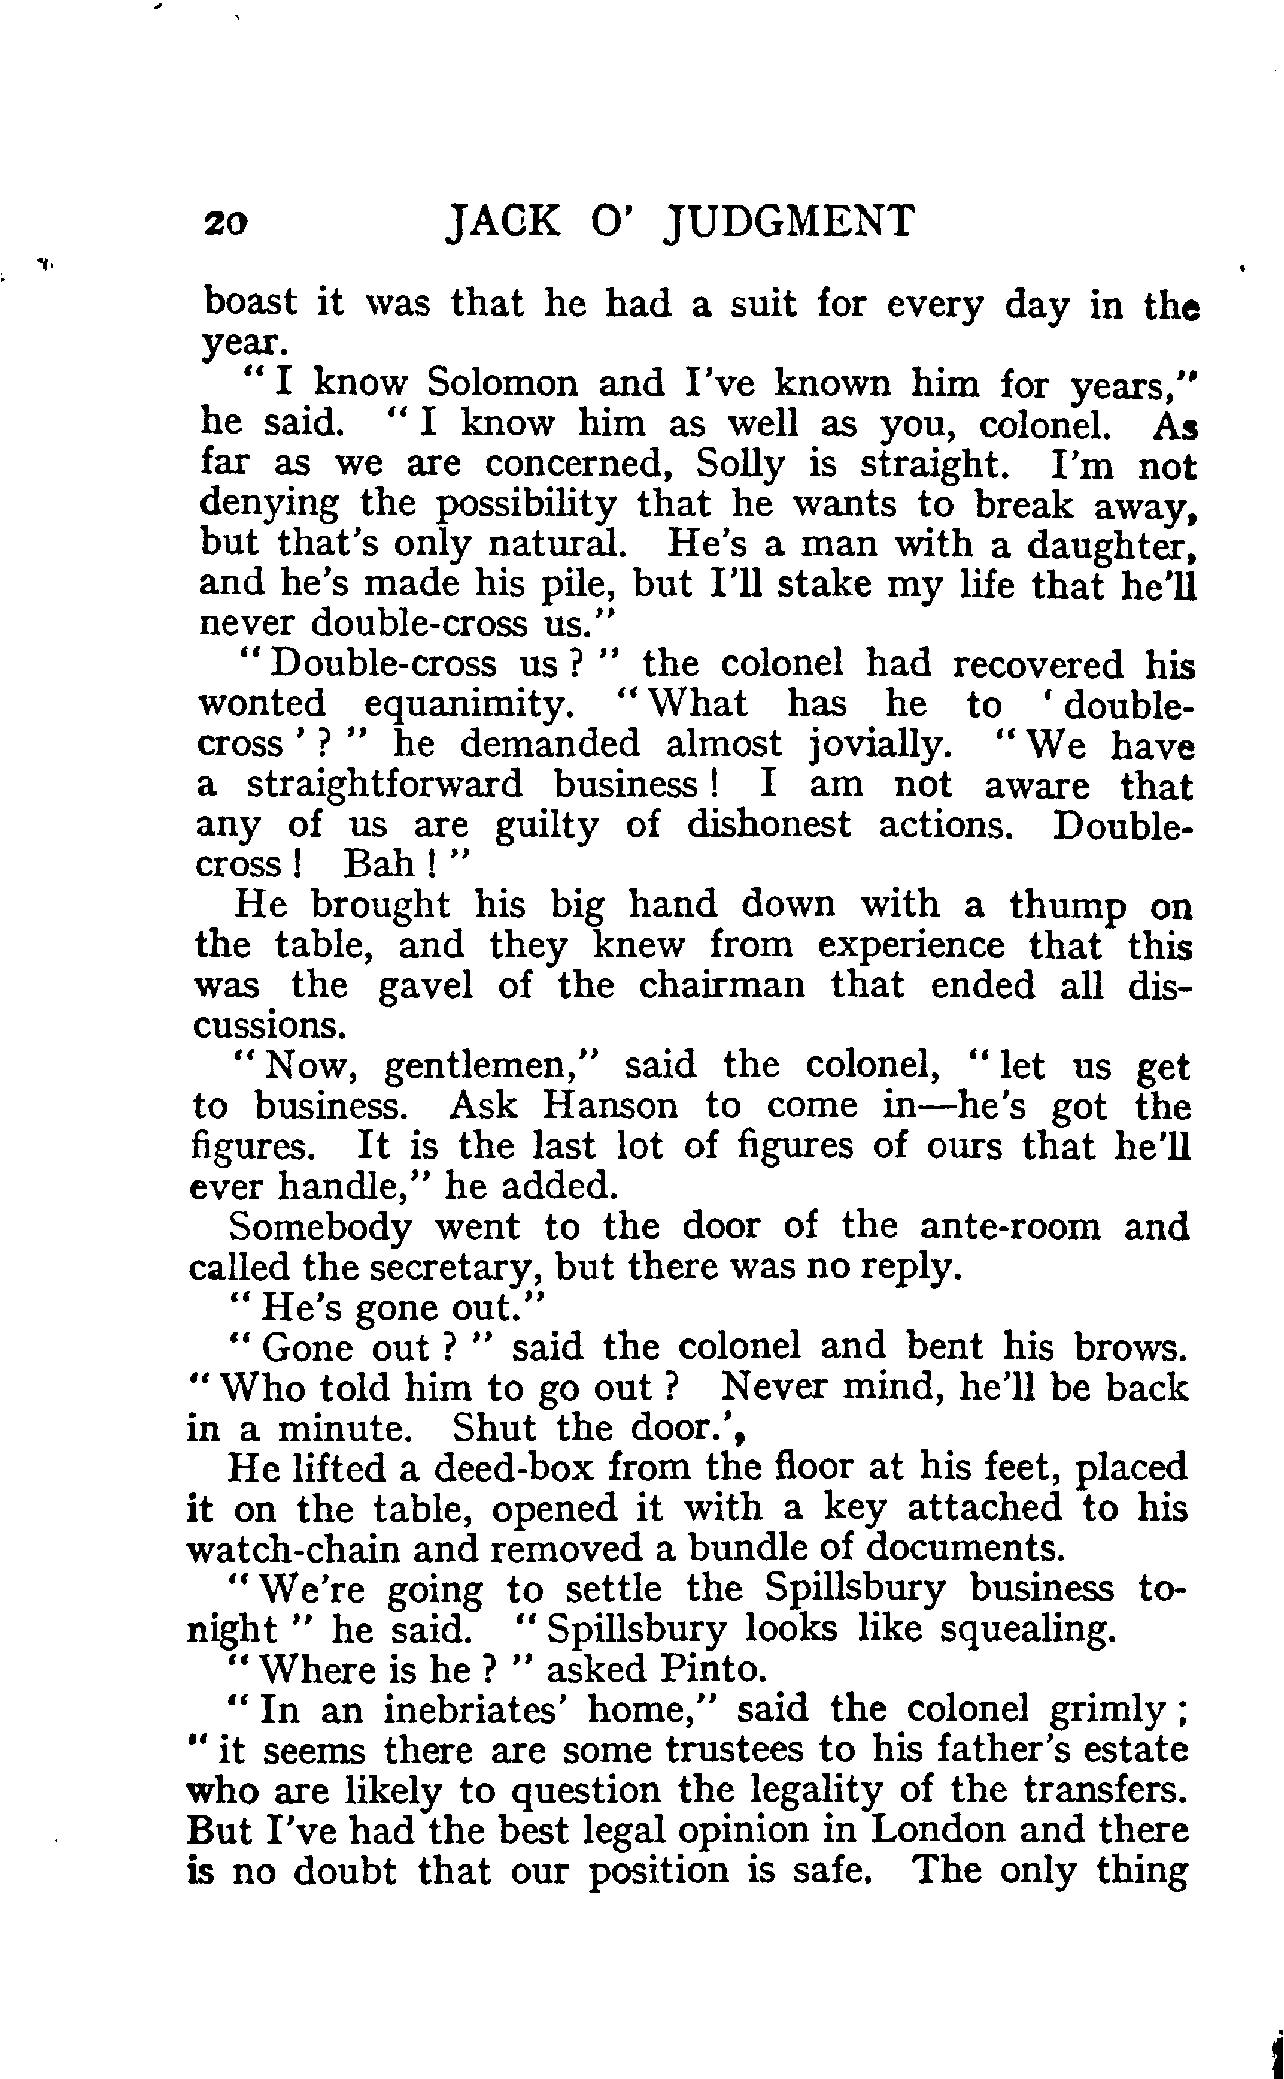 20 JACK O' JUDGMENT
boast it was that he had a suit for every day in the
year.
" I know Solomon and I've known him for years,"
he said. " I know him as well as you, colonel. As
far as we are concerned, Solly is straight. I'm not
denying the possibility that he wants to break away,
but that's only natural. He's a man with a daughter,
and he's made his pile, but I'll stake my life that he'll
never double-cross us."
" Double-cross us ? " the colonel had recovered his
wonted equanimity. " What has he to ' double-
cross ' ? " he demanded almost jovially. " We have
a straightforward business ! I am not aware that
any of us are guilty of dishonest actions. Double-
cross ! Bah ! "
He brought his big hand down with a thump on
the table, and they knew from experience that this
was the gavel of the chairman that ended all dis-
cussions.
" Now, gentlemen," said the colonel, " let us get
to business. Ask Hanson to come in—he's got the
figures. It is the last lot of figures of ours that he'll
ever handle," he added.
Somebody went to the door of the ante-room and
called the secretary, but there was no reply.
" He's gone out."
" Gone out ? " said the colonel and bent his brows.
" Who told him to go out ? Never mind, he'll be back
in a minute. Shut the door.',
He lifted a deed-box from the floor at his feet, placed
it on the table, opened it with a key attached to his
watch-chain and removed a bundle of documents.
" We're going to settle the Spillsbury business to-
night " he said. " Spillsbury looks like squealing.
" Where is he ? " asked Pinto.
" In an inebriates' home," said the colonel grimly ;
" it seems there are some trustees to his father's estate
who are likely to question the legality of the transfers.
But I've had the best legal opinion in London and there
is no doubt that our position is safe. The only thing